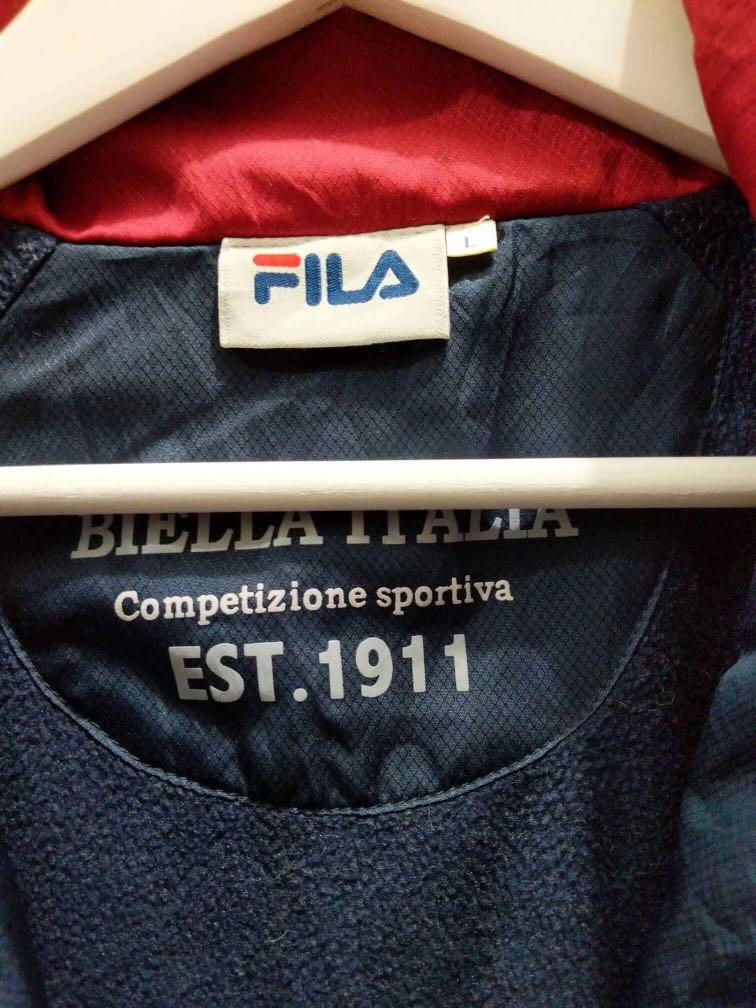 FILA
L
BIELLA ITALIA
Competizione sportiva
EST.1911